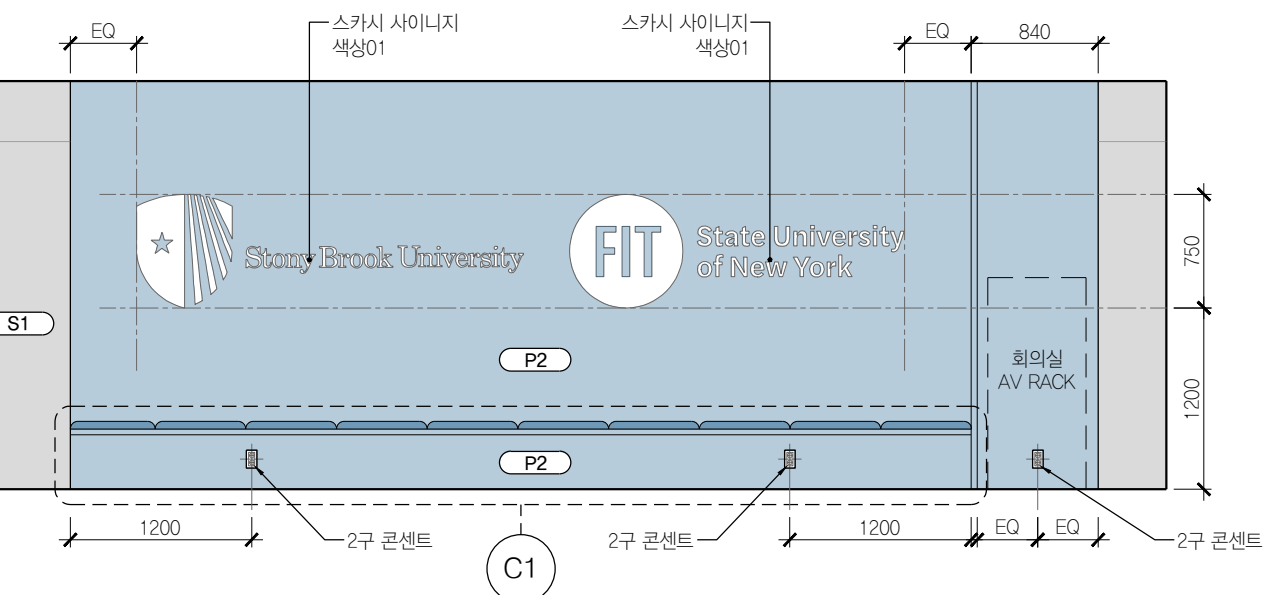 EQ
스카시 사이니지
색상01
스카시 사이니지
색상01
EQ
840
Stony Brook University
FIT
State University
of New York
750
S1
P2
회의실
AV RACK
1200
P2
1200
2구 콘센트
2구 콘센트
1200
EQ
EQ
2구 콘센트
C1